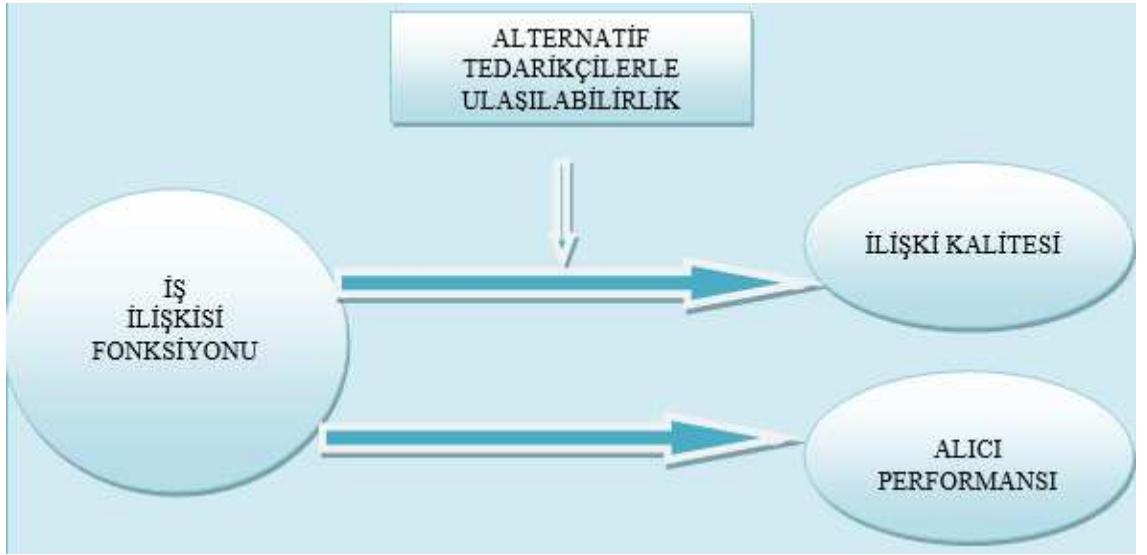 ALTERNATİF
TEDARİKÇİLERLE
ULAŞILABİLİRLİK
İLİŞKİ KALİTESİ
İŞ
İLİŞKİSİ
FONKSİYONU
ALICI
PERFORMANSI